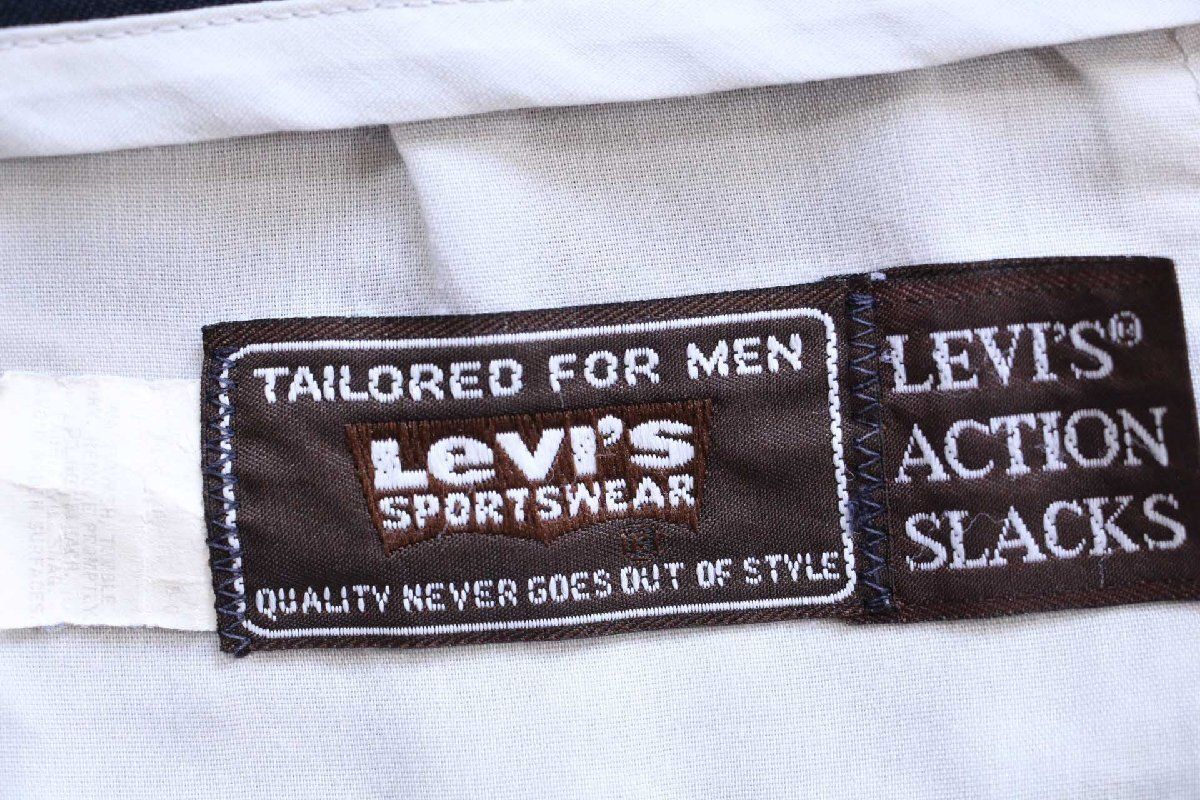 TAILORED FOR MEN
Levi's
SPORTSWEAR
QUALITY NEVER GOES OUT OF STYLE
LEVI'S®
ACTION
SLACKS